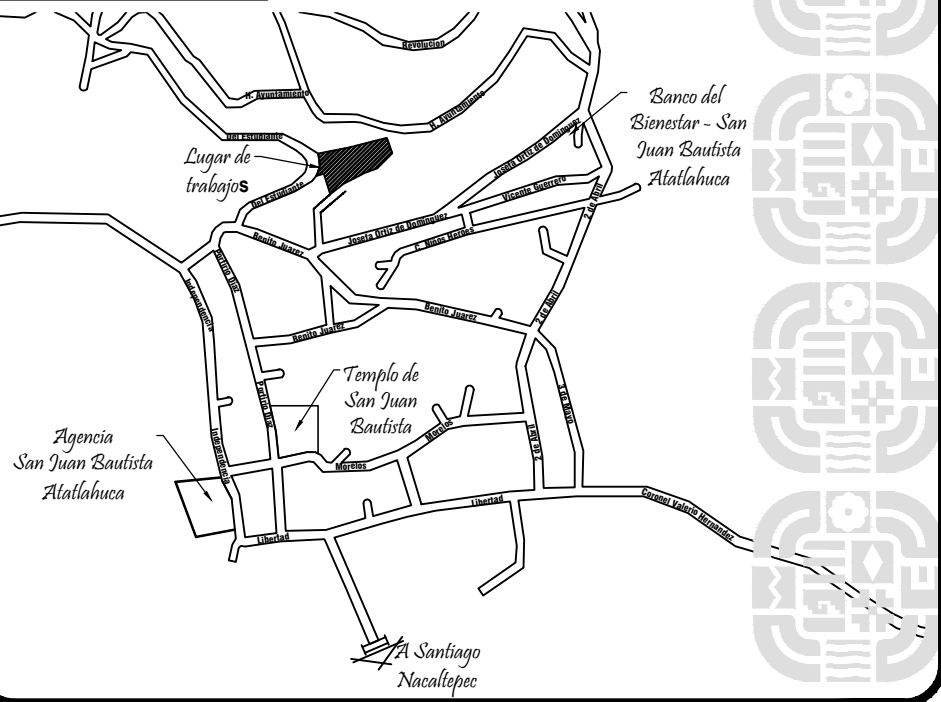 Revolucion
H. Ayuntamiento
H. Ayuntamiento
Banco del
Bienestar - San
Juan Bautista
Atatlahuca
Del Estudiante
Josefa Ortiz de Dominguez
Lugar de
trabajos
Vicente Guerrero
Del Estudiante
2 de Abril
Josefa Ortiz de Dominguez
C. Niños Heroes
Benito Juarez
Porfirio Diaz
Independencia
2 de Abril
Benito Juarez
Benito Juarez
Templo de
San Juan
Bautista
Porfirio Diaz
3 de Mayo
Morelos
2 de Abril
Independencia
Agencia
San Juan Bautista
Atatlahuca
Morelos
Libertad
Coronel Valerio Hernandez
Libertad
A Santiago
Nacaltepec